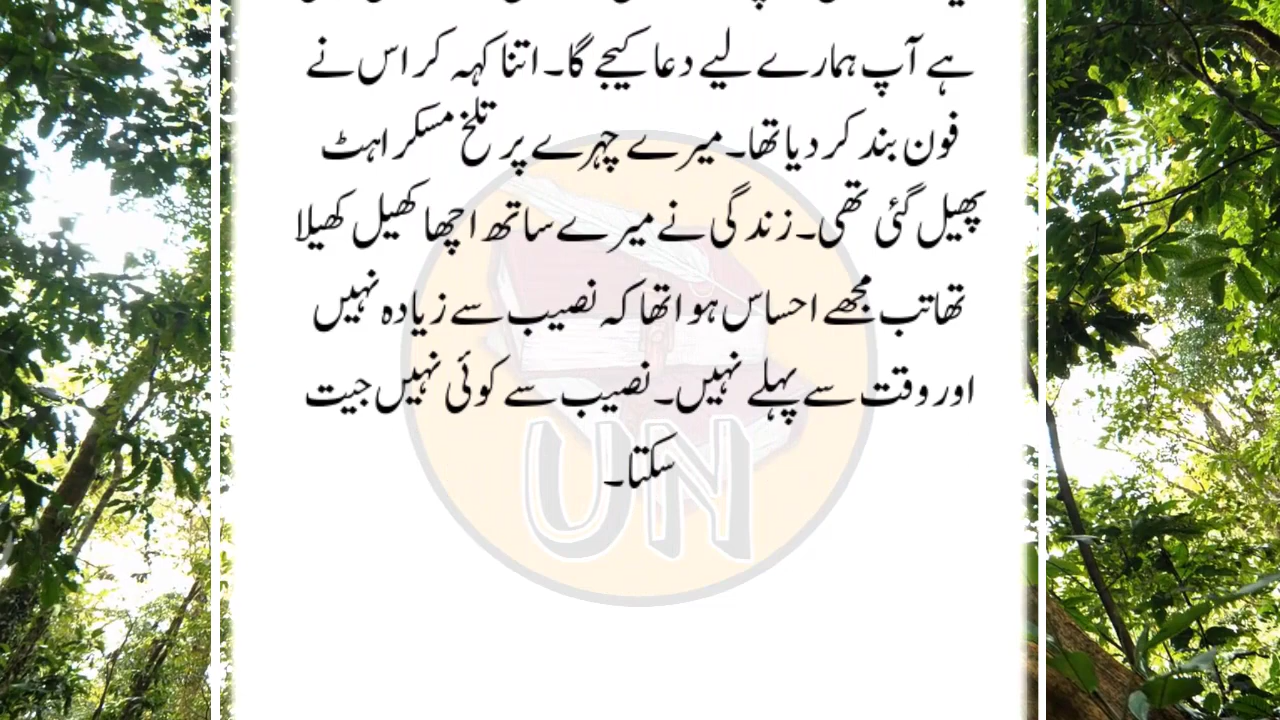 ہے آپ ہمارے لیے دعا کیجے گا۔ اتنا کہہ کر اس نے
فون بند کر دیا تھا۔ میرے چہرے پر تلخ مسکراہٹ
پھیل گئی تھی۔ زندگی نے میرے ساتھ اچھا کھیل کھیلا
تھا تب مجھے احساس ہوا تھا کہ نصیب سے زیادہ نہیں
اور وقت سے پہلے نہیں۔ نصیب سے کوئی نہیں جیت
سکتا۔
UN